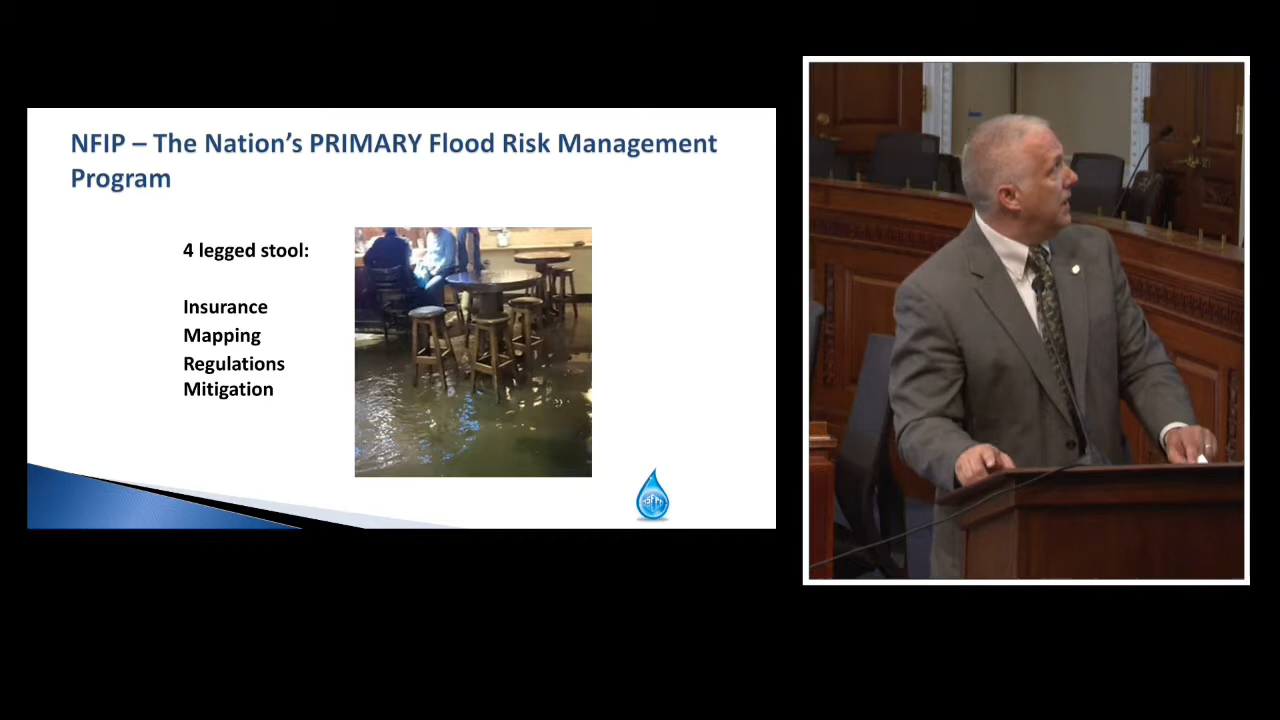 NFIP – The Nation's PRIMARY Flood Risk Management
Program
4 legged stool:
Insurance
Mapping
Regulations
Mitigation